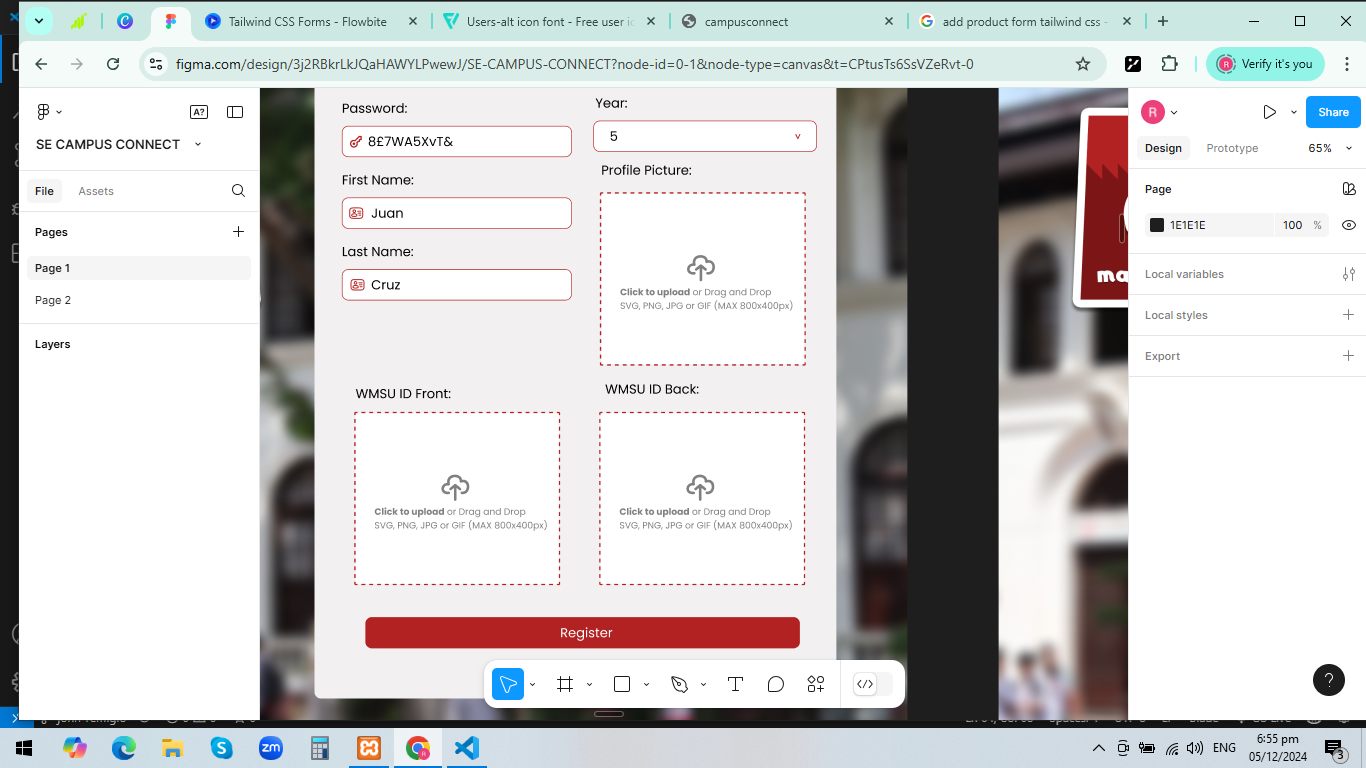 Tailwind CSS Forms - Flowbite
Users-alt icon font - Free user ic
campusconnect
add product form tailwind css -
figma.com/design/3j2RBkrLkJQaHAWYLPwewJ/SE-CAMPUS-CONNECT?node-id=0-1&node-type=canvas&t=CPtusTs6SsVZeRvt-0
R
Verify it's you
A?
SE CAMPUS CONNECT
File
Assets
Pages
Page 1
Page 2
Layers
Password:
8£7WA5XvT&
First Name:
Juan
Last Name:
Cruz
Year:
5
Profile Picture:
Click to upload or Drag and Drop
SVG, PNG, JPG or GIF (MAX 800x400px)
WMSU ID Front:
Click to upload or Drag and Drop
SVG, PNG, JPG or GIF (MAX 800x400px)
WMSU ID Back:
Click to upload or Drag and Drop
SVG, PNG, JPG or GIF (MAX 800x400px)
Register
ma
R
Share
Design
Prototype
65%
Page
1E1E1E
100
%
Local variables
Local styles
Export
?
zm
ENG
6:55 pm
05/12/2024
3